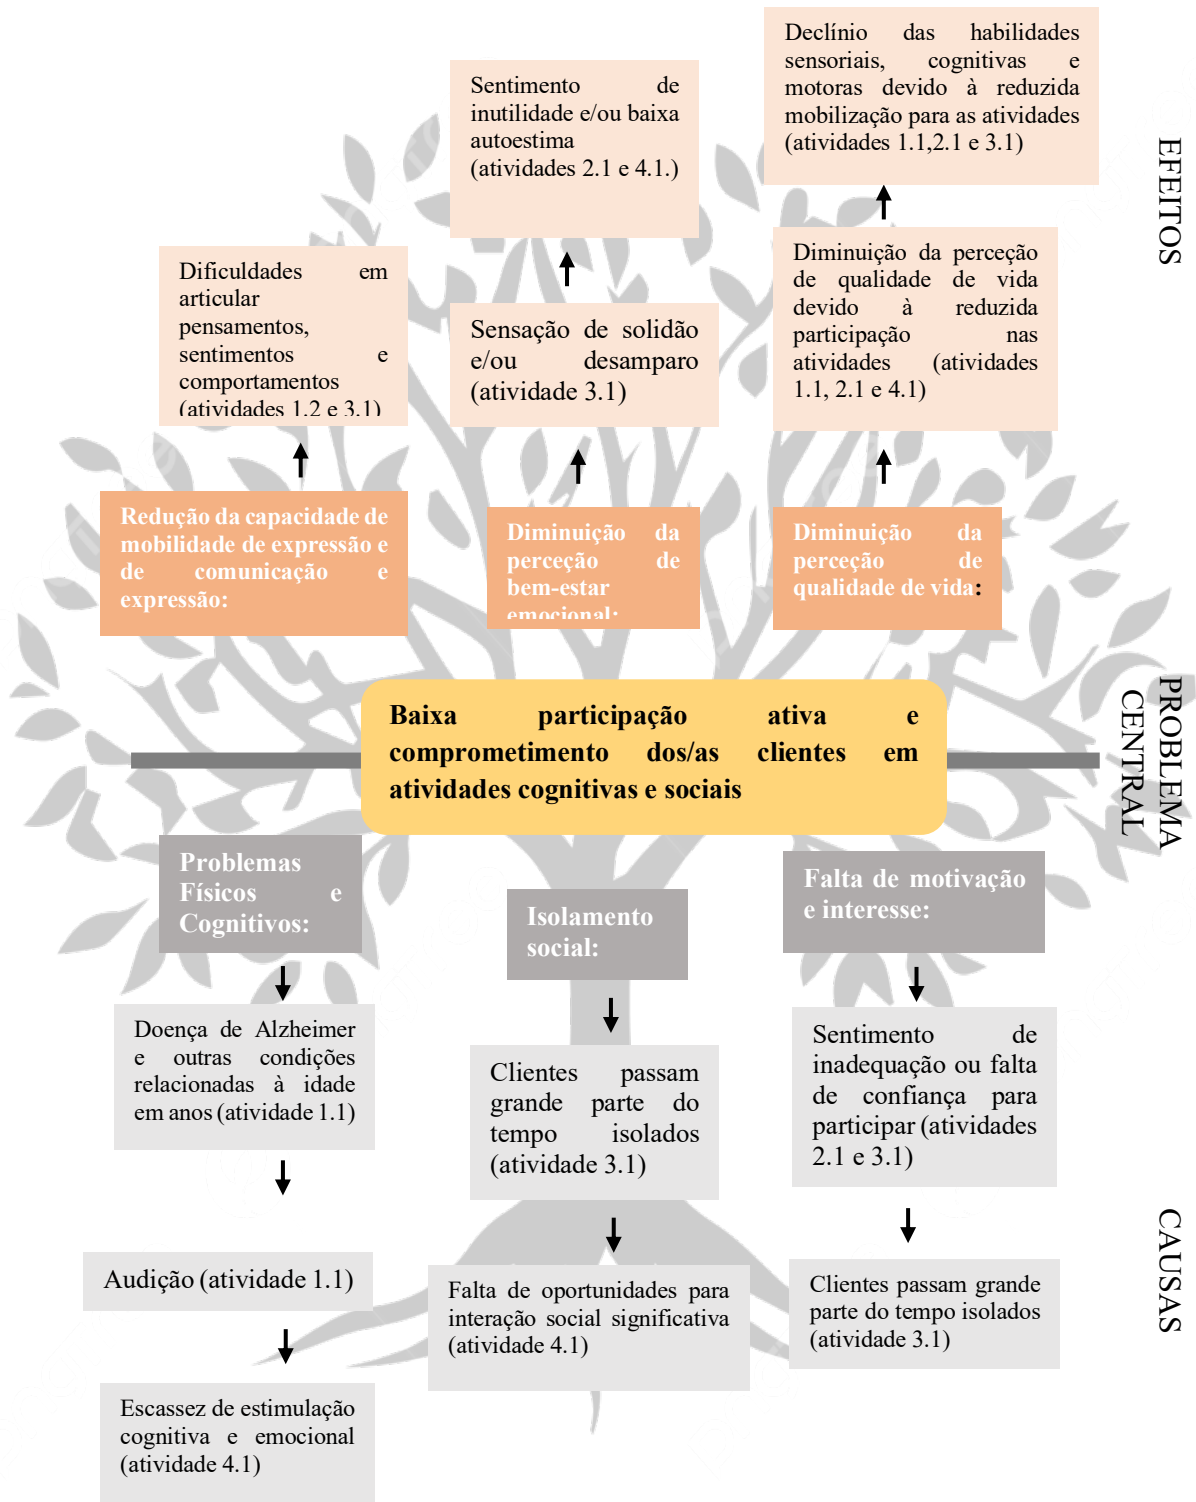 Declínio das habilidades
sensoriais, cognitivas e
motoras devido à reduzida
mobilização para as atividades
(atividades 1.1,2.1 e 3.1)
Sentimento de
inutilidade e/ou baixa
autoestima
(atividades 2.1 e 4.1.)
EFEITOS
Dificuldades em
articular
pensamentos,
sentimentos e
comportamentos
(atividades 1.2 e 3.1)
Sensação de solidão
e/ou desamparo
(atividade 3.1)
Diminuição da perceção
de qualidade de vida
devido à reduzida
participação nas
atividades (atividades
1.1, 2.1 e 4.1)
Redução da capacidade de
mobilidade de expressão e
de comunicação e
expressão:
Diminuição da
perceção de
bem-estar
emocional:
Diminuição da
perceção de
qualidade de vida:
Baixa participação ativa e
comprometimento dos/as clientes em
atividades cognitivas e sociais
PROBLEMA
CENTRAL
Problemas
Físicos e
Cognitivos:
Isolamento
social:
Falta de motivação
e interesse:
Doença de Alzheimer
e outras condições
relacionadas à idade
em anos (atividade 1.1)
Clientes passam
grande parte do
tempo isolados
(atividade 3.1)
Sentimento de
inadequação ou falta
de confiança para
participar (atividades
2.1 e 3.1)
CAUSAS
Audição (atividade 1.1)
Falta de oportunidades para
interação social significativa
(atividade 4.1)
Clientes passam grande
parte do tempo isolados
(atividade 3.1)
Escassez de estimulação
cognitiva e emocional
(atividade 4.1)